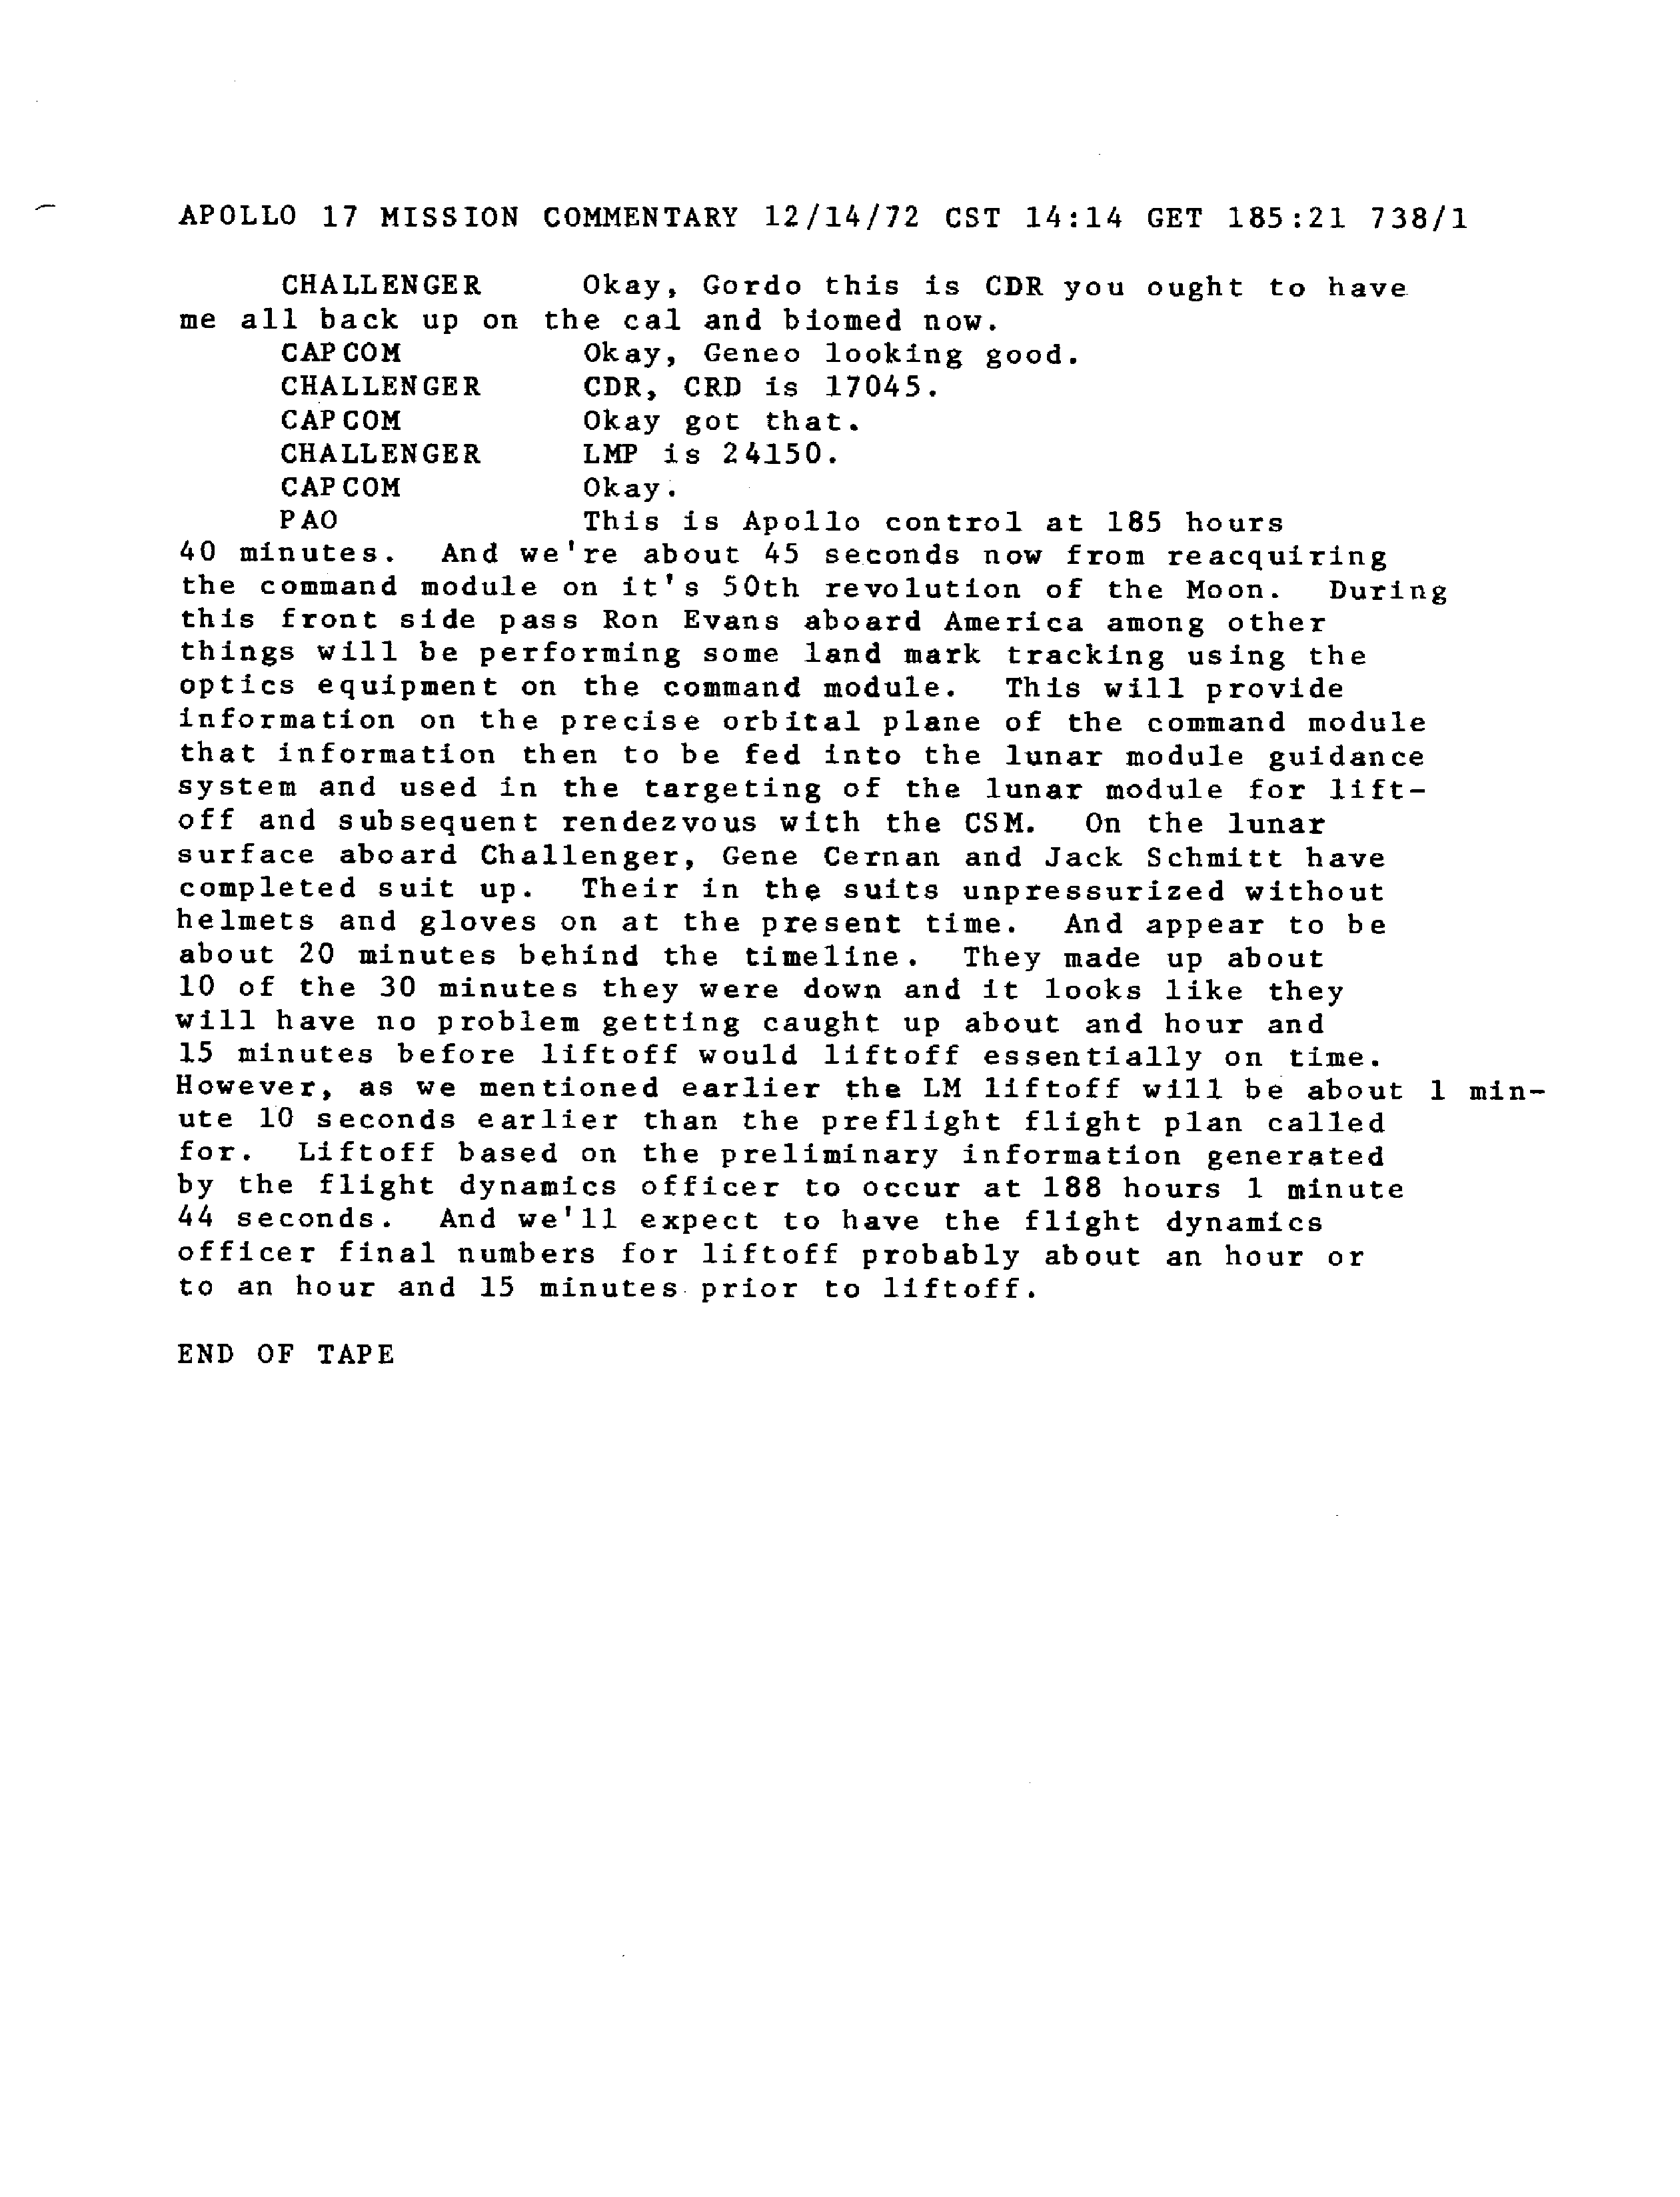 APOLLO 17 MISSION COMMENTARY 12/14/72 CST 14:14 GET 185:21 738/1
CHALLENGER Okay, Gordo this is CDR you ought to have
me all back up on the cal and biomed now.
CAPCOM Okay, Geneo looking good.
CHALLENGER CDR, CRD is 17045.
CAPCOM Okay got that.
CHALLENGER LMP is 24150.
CAPCOM Okay.
PAO This is Apollo control at 185 hours
40 minutes. And we're about 45 seconds now from reacquiring
the command module on it's 50th revolution of the Moon. During
this front side pass Ron Evans aboard America among other
things will be performing some land mark tracking using the
optics equipment on the command module. This will provide
information on the precise orbital plane of the command module
that information then to be fed into the lunar module guidance
system and used in the targeting of the lunar module for lift-
off and subsequent rendezvous with the CSM. On the lunar
surface aboard Challenger, Gene Cernan and Jack Schmitt have
completed suit up. Their in the suits unpressurized without
helmets and gloves on at the present time. And appear to be
about 20 minutes behind the timeline. They made up about
10 of the 30 minutes they were down and it looks like they
will have no problem getting caught up about and hour and
15 minutes before liftoff would liftoff essentially on time.
However, as we mentioned earlier the LM liftoff will be about 1 min-
ute 10 seconds earlier than the preflight flight plan called
for. Liftoff based on the preliminary information generated
by the flight dynamics officer to occur at 188 hours 1 minute
44 seconds. And we'll expect to have the flight dynamics
officer final numbers for liftoff probably about an hour or
to an hour and 15 minutes prior to liftoff.
END OF TAPE